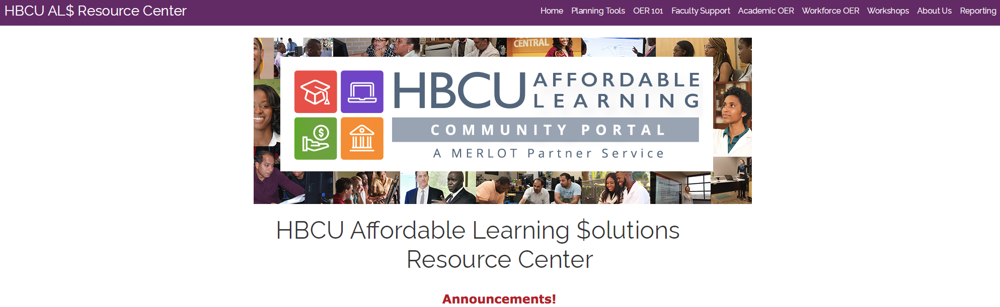 HBCU AL$ Resource Center
Home Planning Tools OER 101 Faculty Support Academic OER Workforce OER Workshops About Us Reporting
CENTRAL
HBCU AFFORDABLE
LEARNING
COMMUNITY PORTAL
A MERLOT Partner Service
HBCU Affordable Learning $olutions
Resource Center
Announcements!